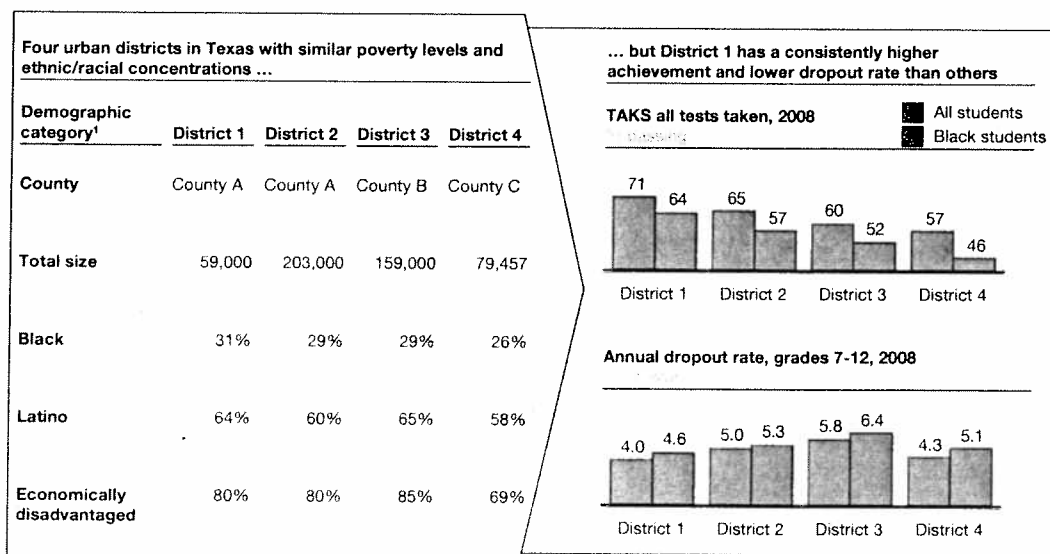 Four urban districts in Texas with similar poverty levels and
ethnic/racial concentrations ...
Demographic
category¹ District 1 District 2 District 3 District 4
County County A County A County B County C
Total size 59,000 203,000 159,000 79,457
Black 31% 29% 29% 26%
Latino 64% 60% 65% 58%
Economically
disadvantaged 80% 80% 85% 69%
... but District 1 has a consistently higher
achievement and lower dropout rate than others
TAKS all tests taken, 2008
passing
All students
Black students
71 64 65 57 60 52 57 46
District 1 District 2 District 3 District 4
Annual dropout rate, grades 7-12, 2008
4.0 4.6 5.0 5.3 5.8 6.4 4.3 5.1
District 1 District 2 District 3 District 4